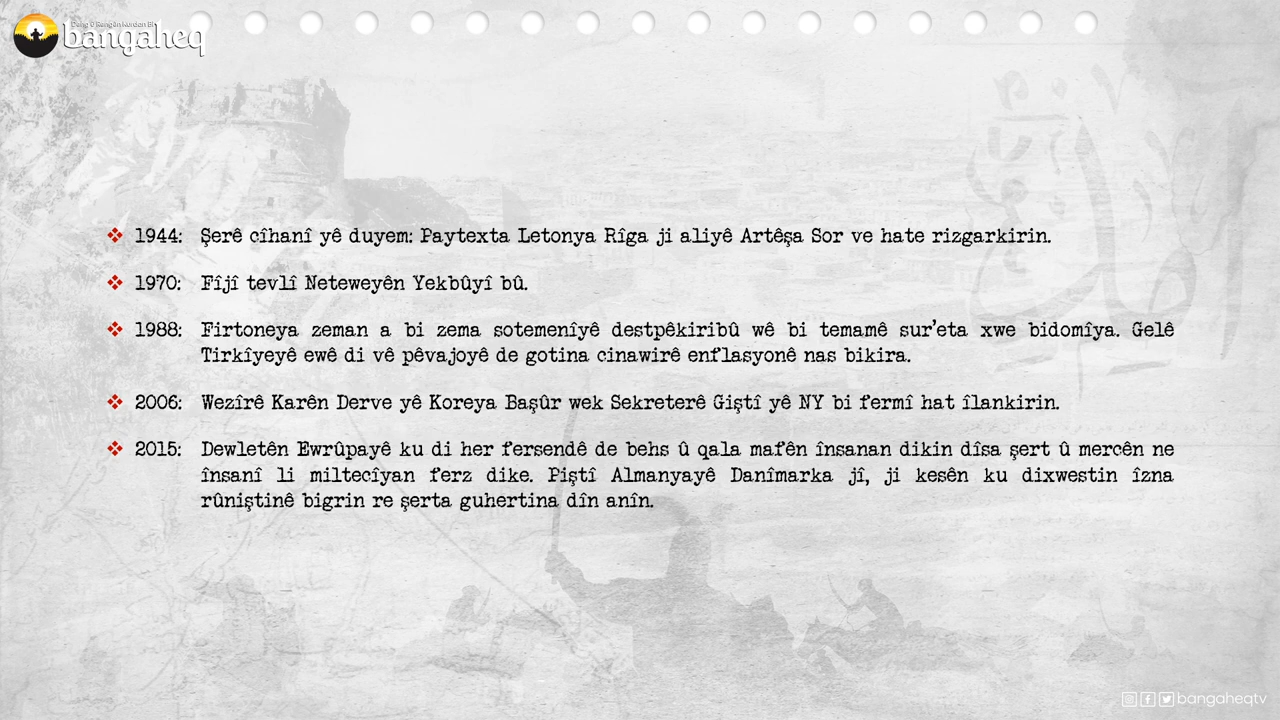 Deng û Rengên Kurdan Bi
bangaheq
1944: Şerê cîhanî yê duyem: Paytexta Letonya Rîga ji aliyê Artêşa Sor ve hate rizgarkirin.
1970: Fîjî tevlî Neteweyên Yekbûyî bû.
1988: Firtoneya zeman a bi zema sotemenîyê destpêkiribû wê bi temamê sur'eta xwe bidomîya. Gelê
Tirkîyeyê ewê di vê pêvajoyê de gotina cinawirê enflasyonê nas bikira.
2006: Wezîrê Karên Derve yê Koreya Başûr wek Sekreterê Giştî yê NY bi fermî hat îlankirin.
2015: Dewletên Ewrûpayê ku di her fersendê de behs û qala mafên însanan dikin dîsa şert û mercên ne
însanî li miltecîyan ferz dike. Piştî Almanyayê Danîmarka jî, ji kesên ku dixwestin îzna
rûniştinê bigrin re şerta guhertina dîn anîn.
bangaheqtv